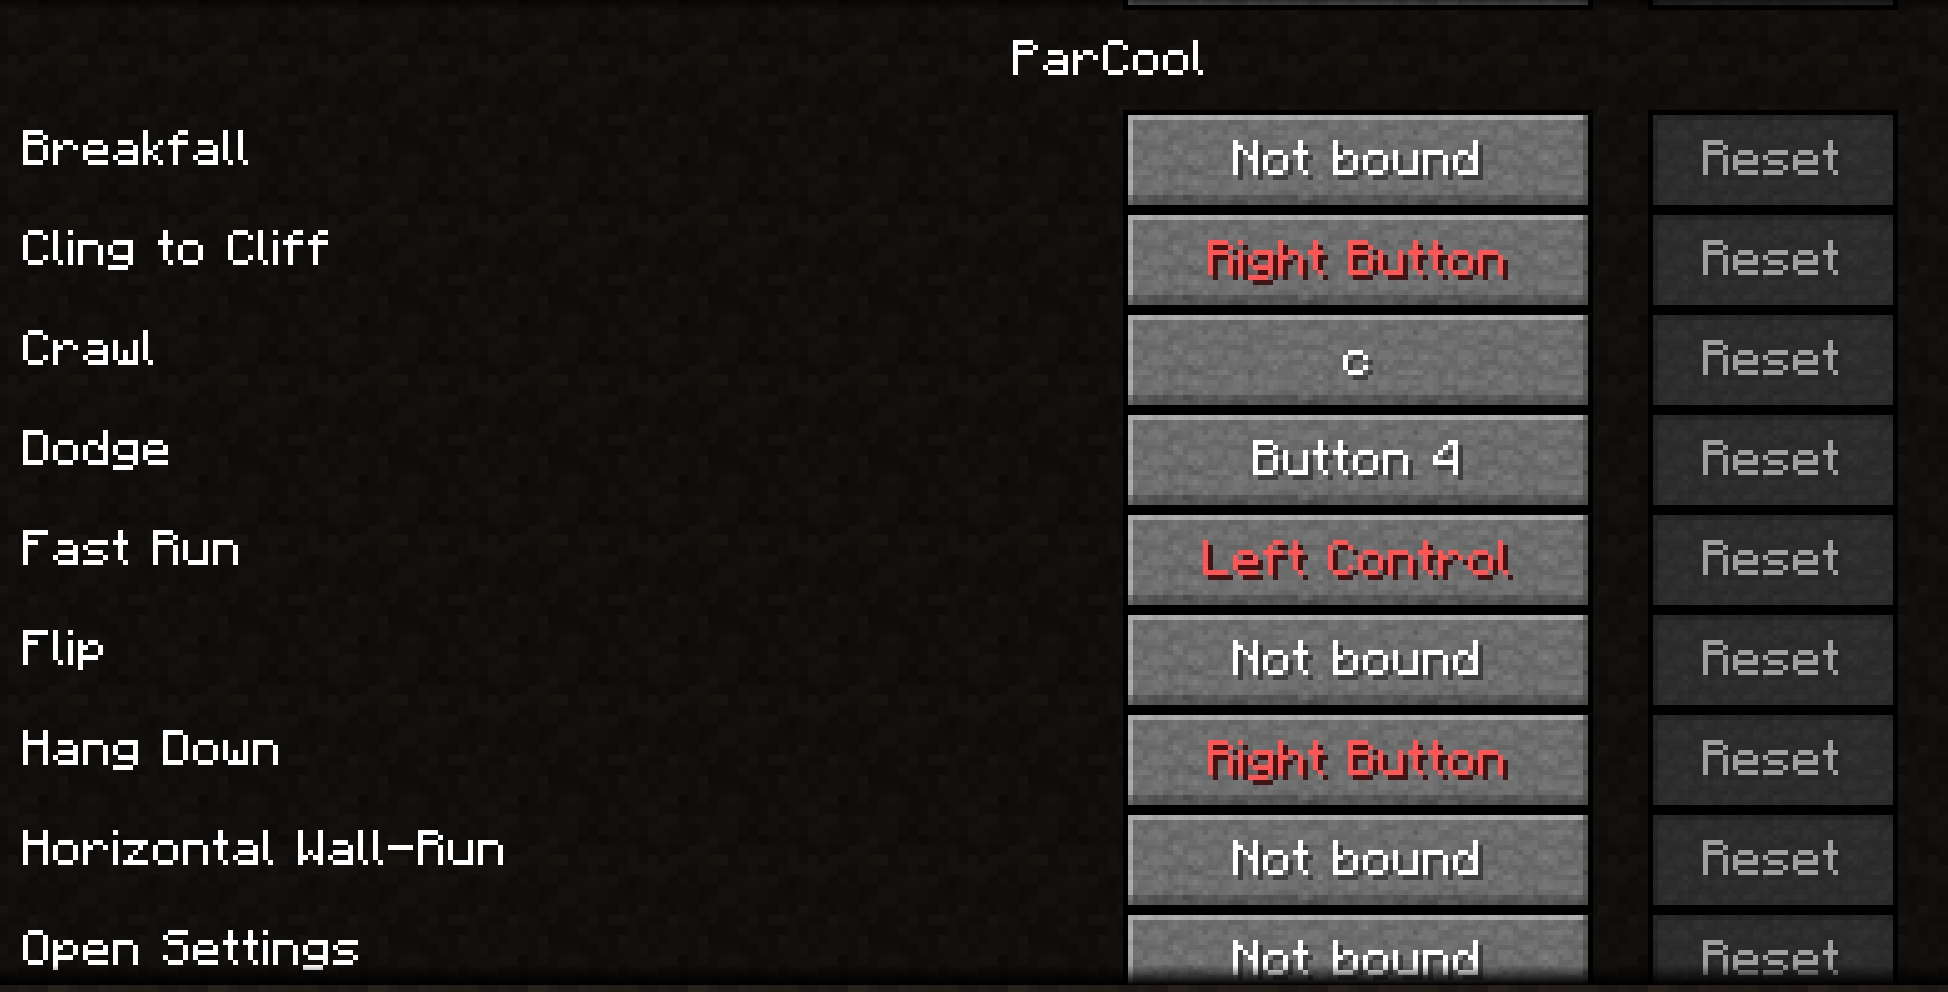 ParCool
Breakfall Not bound Reset
Cling to Cliff Right Button Reset
Crawl c Reset
Dodge Button 4 Reset
Fast Run Left Control Reset
Flip Not bound Reset
Hang Down Right Button Reset
Horizontal Wall-Run Not bound Reset
Open Settings Not bound Reset